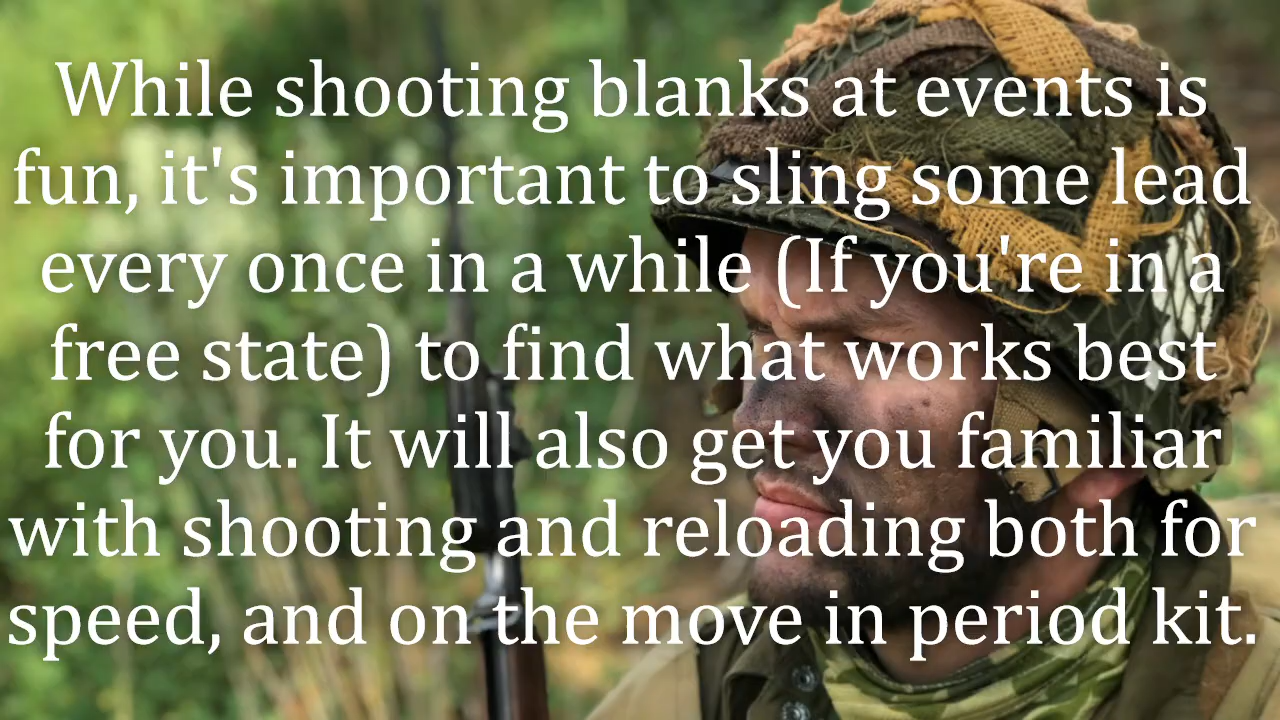 While shooting blanks at events is
fun, it's important to sling some lead
every once in a while (If you're in a
free state) to find what works best
for you. It will also get you familiar
with shooting and reloading both for
speed, and on the move in period kit.